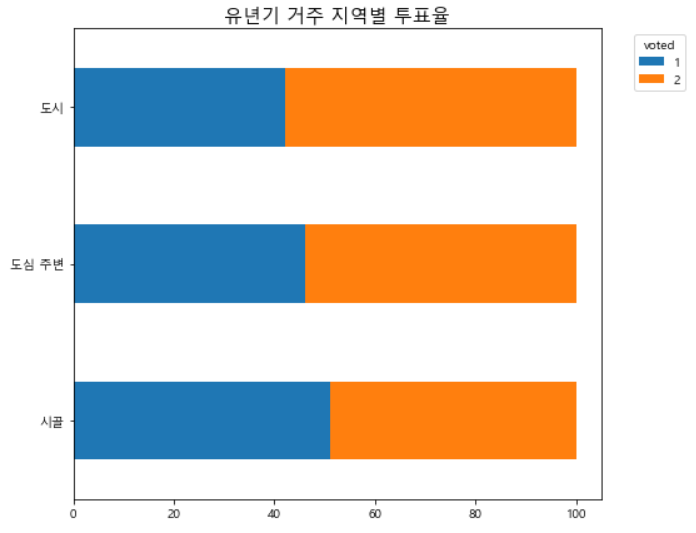 유년기 거주 지역별 투표율
voted
1
2
도시
도심 주변
시골
0 20 40 60 80 100